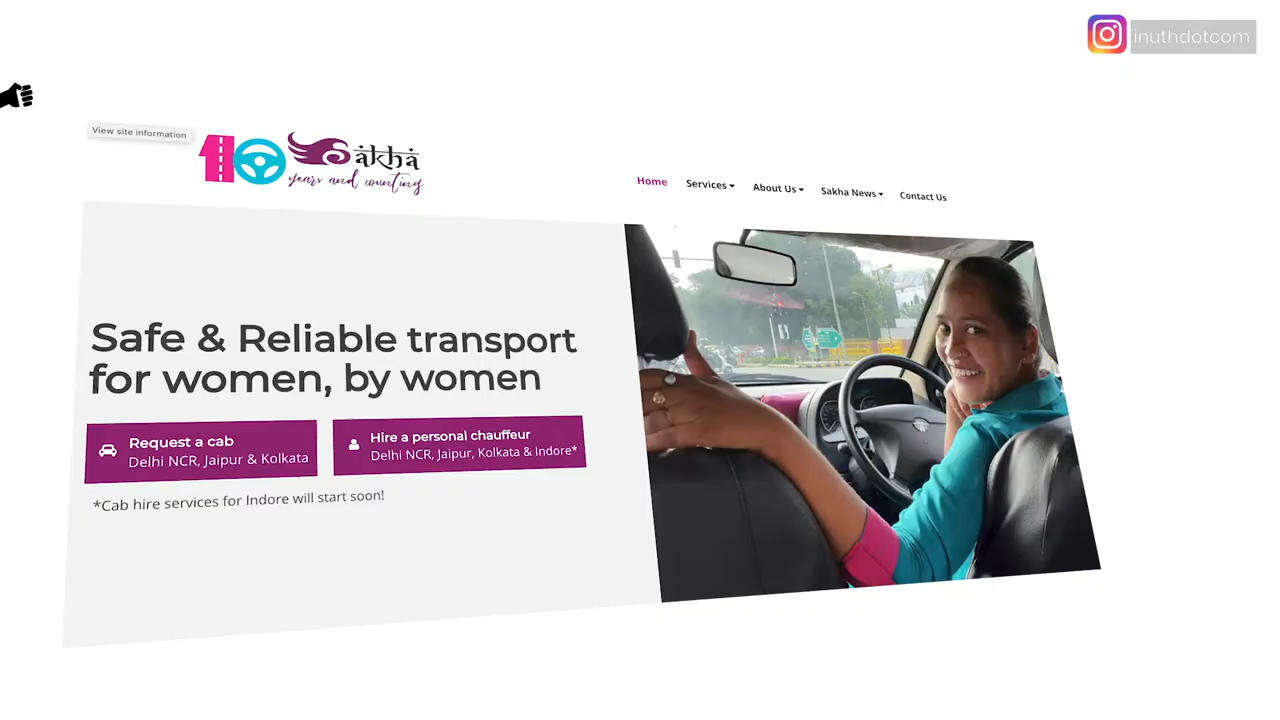 inuthdotcom
View site information
10 Sakha
years and counting
Home Services About Us Sakha News Contact Us
Safe & Reliable transport
for women, by women
Request a cab
Delhi NCR, Jaipur & Kolkata
Hire a personal chauffeur
Delhi NCR, Jaipur, Kolkata & Indore*
*Cab hire services for Indore will start soon!